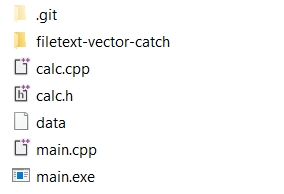 .git
filetext-vector-catch
calc.cpp
calc.h
data
main.cpp
main.exe